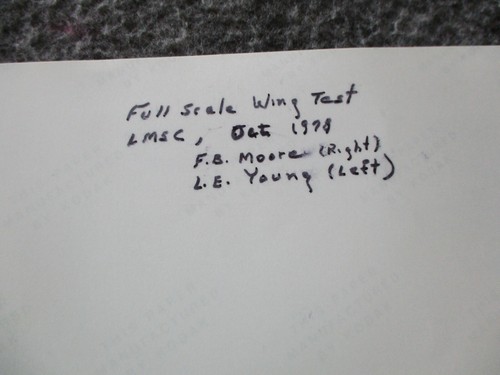 Full Scale Wing Test
LMSC, Oct 1978
F.B. Moore (Right)
L.E. Young (Left)